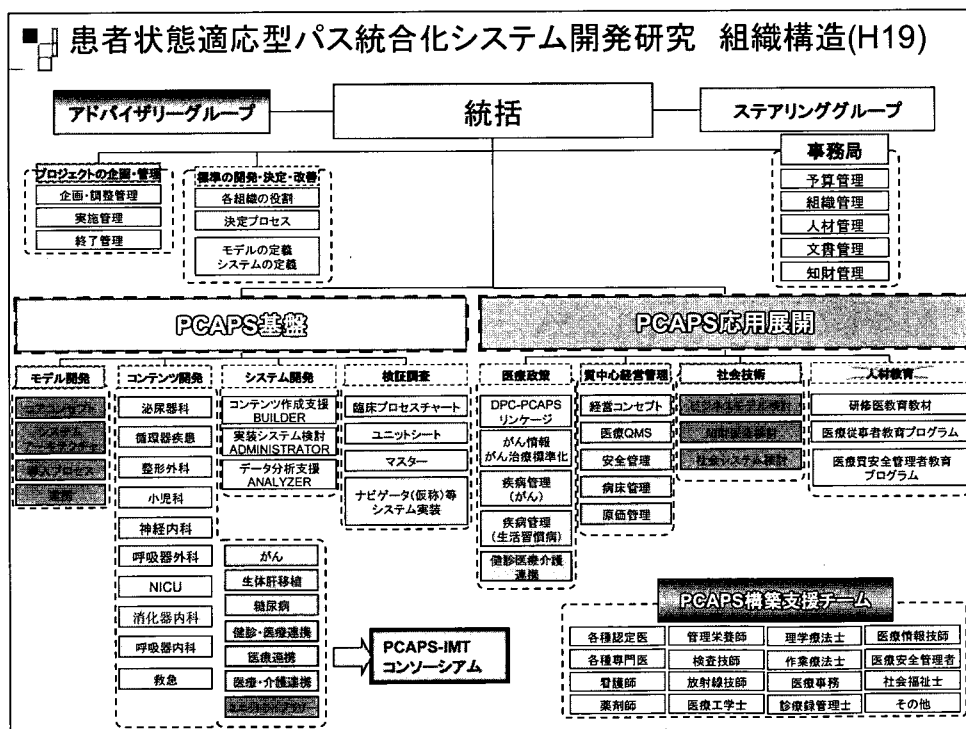 患者状態適応型パス統合化システム開発研究 組織構造(H19)
アドバイザリーグループ
統括
ステアリンググループ
プロジェクトの企画・管理
企画・調整管理
実施管理
終了管理
標準の開発・決定・改善
各組織の役割
決定プロセス
モデルの定義
システムの定義
事務局
予算管理
組織管理
人材管理
文書管理
知財管理
PCAPS基盤
PCAPS応用展開
モデル開発
導入プロセス
コンテンツ開発
泌尿器科
循環器疾患
整形外科
小児科
神経内科
呼吸器外科
NICU
消化器内科
呼吸器内科
救急
システム開発
コンテンツ作成支援
BUILDER
実装システム検討
ADMINISTRATOR
データ分析支援
ANALYZER
がん
生体肝移植
糖尿病
健診・医療連携
医療連携
医療・介護連携
検証調査
臨床プロセスチャート
ユニットシート
マスター
ナビゲータ(仮称)等
システム実装
PCAPS-IMT
コンソーシアム
医療政策
DPC-PCAPS
リンケージ
がん情報
がん治療標準化
疾病管理
(がん)
疾病管理
(生活習慣病)
健診医療介護
連携
質中心経営管理
経営コンセプト
医療QMS
安全管理
病床管理
原価管理
社会技術
ビジネスモデル検討
社会システム検討
人材教育
研修医教育教材
医療従事者教育プログラム
医療質安全管理者教育
プログラム
PCAPS構築支援チーム
各種認定医
管理栄養師
理学療法士
医療情報技師
各種専門医
検査技師
作業療法士
医療安全管理者
看護師
放射線技師
医療事務
社会福祉士
薬剤師
医療工学士
診療録管理士
その他